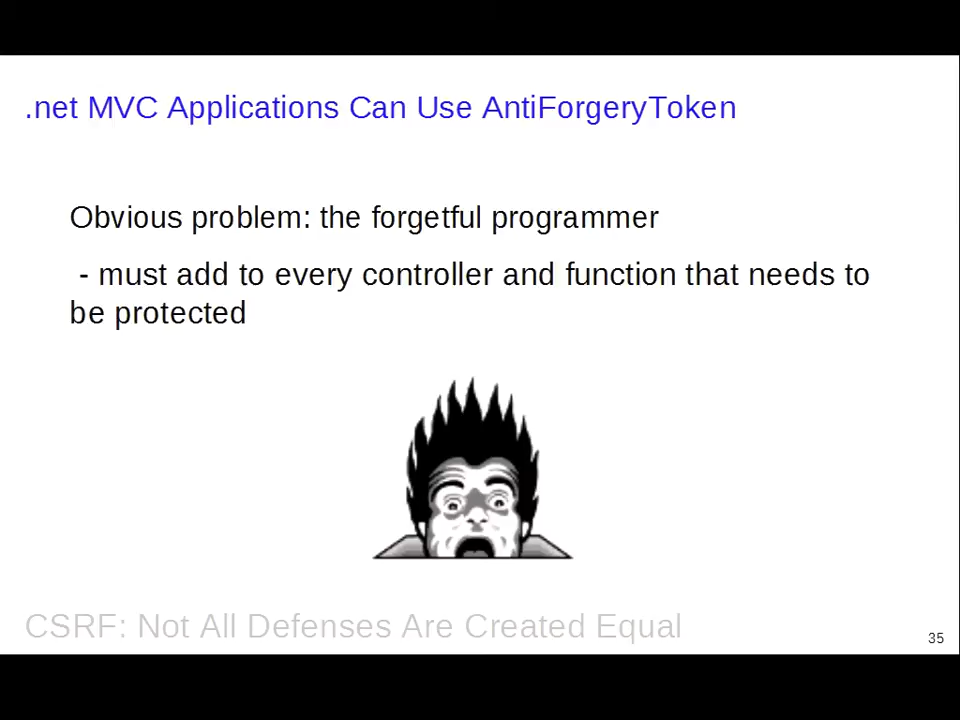 .net MVC Applications Can Use AntiForgeryToken
Obvious problem: the forgetful programmer
- must add to every controller and function that needs to
be protected
CSRF: Not All Defenses Are Created Equal
35